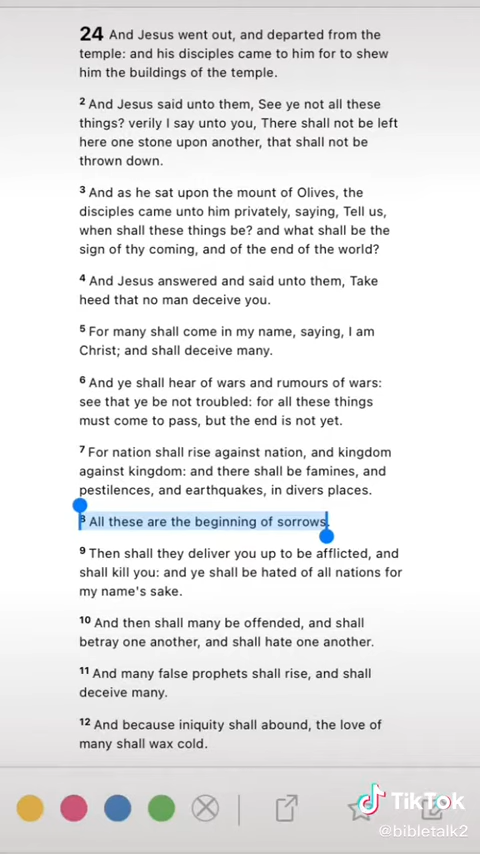 24 And Jesus went out, and departed from the
temple: and his disciples came to him for to shew
him the buildings of the temple.
2 And Jesus said unto them, See ye not all these
things? verily I say unto you, There shall not be left
here one stone upon another, that shall not be
thrown down.
3 And as he sat upon the mount of Olives, the
disciples came unto him privately, saying, Tell us,
when shall these things be? and what shall be the
sign of thy coming, and of the end of the world?
4 And Jesus answered and said unto them, Take
heed that no man deceive you.
5 For many shall come in my name, saying, I am
Christ; and shall deceive many.
6 And ye shall hear of wars and rumours of wars:
see that ye be not troubled: for all these things
must come to pass, but the end is not yet.
7 For nation shall rise against nation, and kingdom
against kingdom: and there shall be famines, and
pestilences, and earthquakes, in divers places.
8 All these are the beginning of sorrows.
9 Then shall they deliver you up to be afflicted, and
shall kill you: and ye shall be hated of all nations for
my name's sake.
10 And then shall many be offended, and shall
betray one another, and shall hate one another.
11 And many false prophets shall rise, and shall
deceive many.
12 And because iniquity shall abound, the love of
many shall wax cold.
TikTok
@bibletalk2